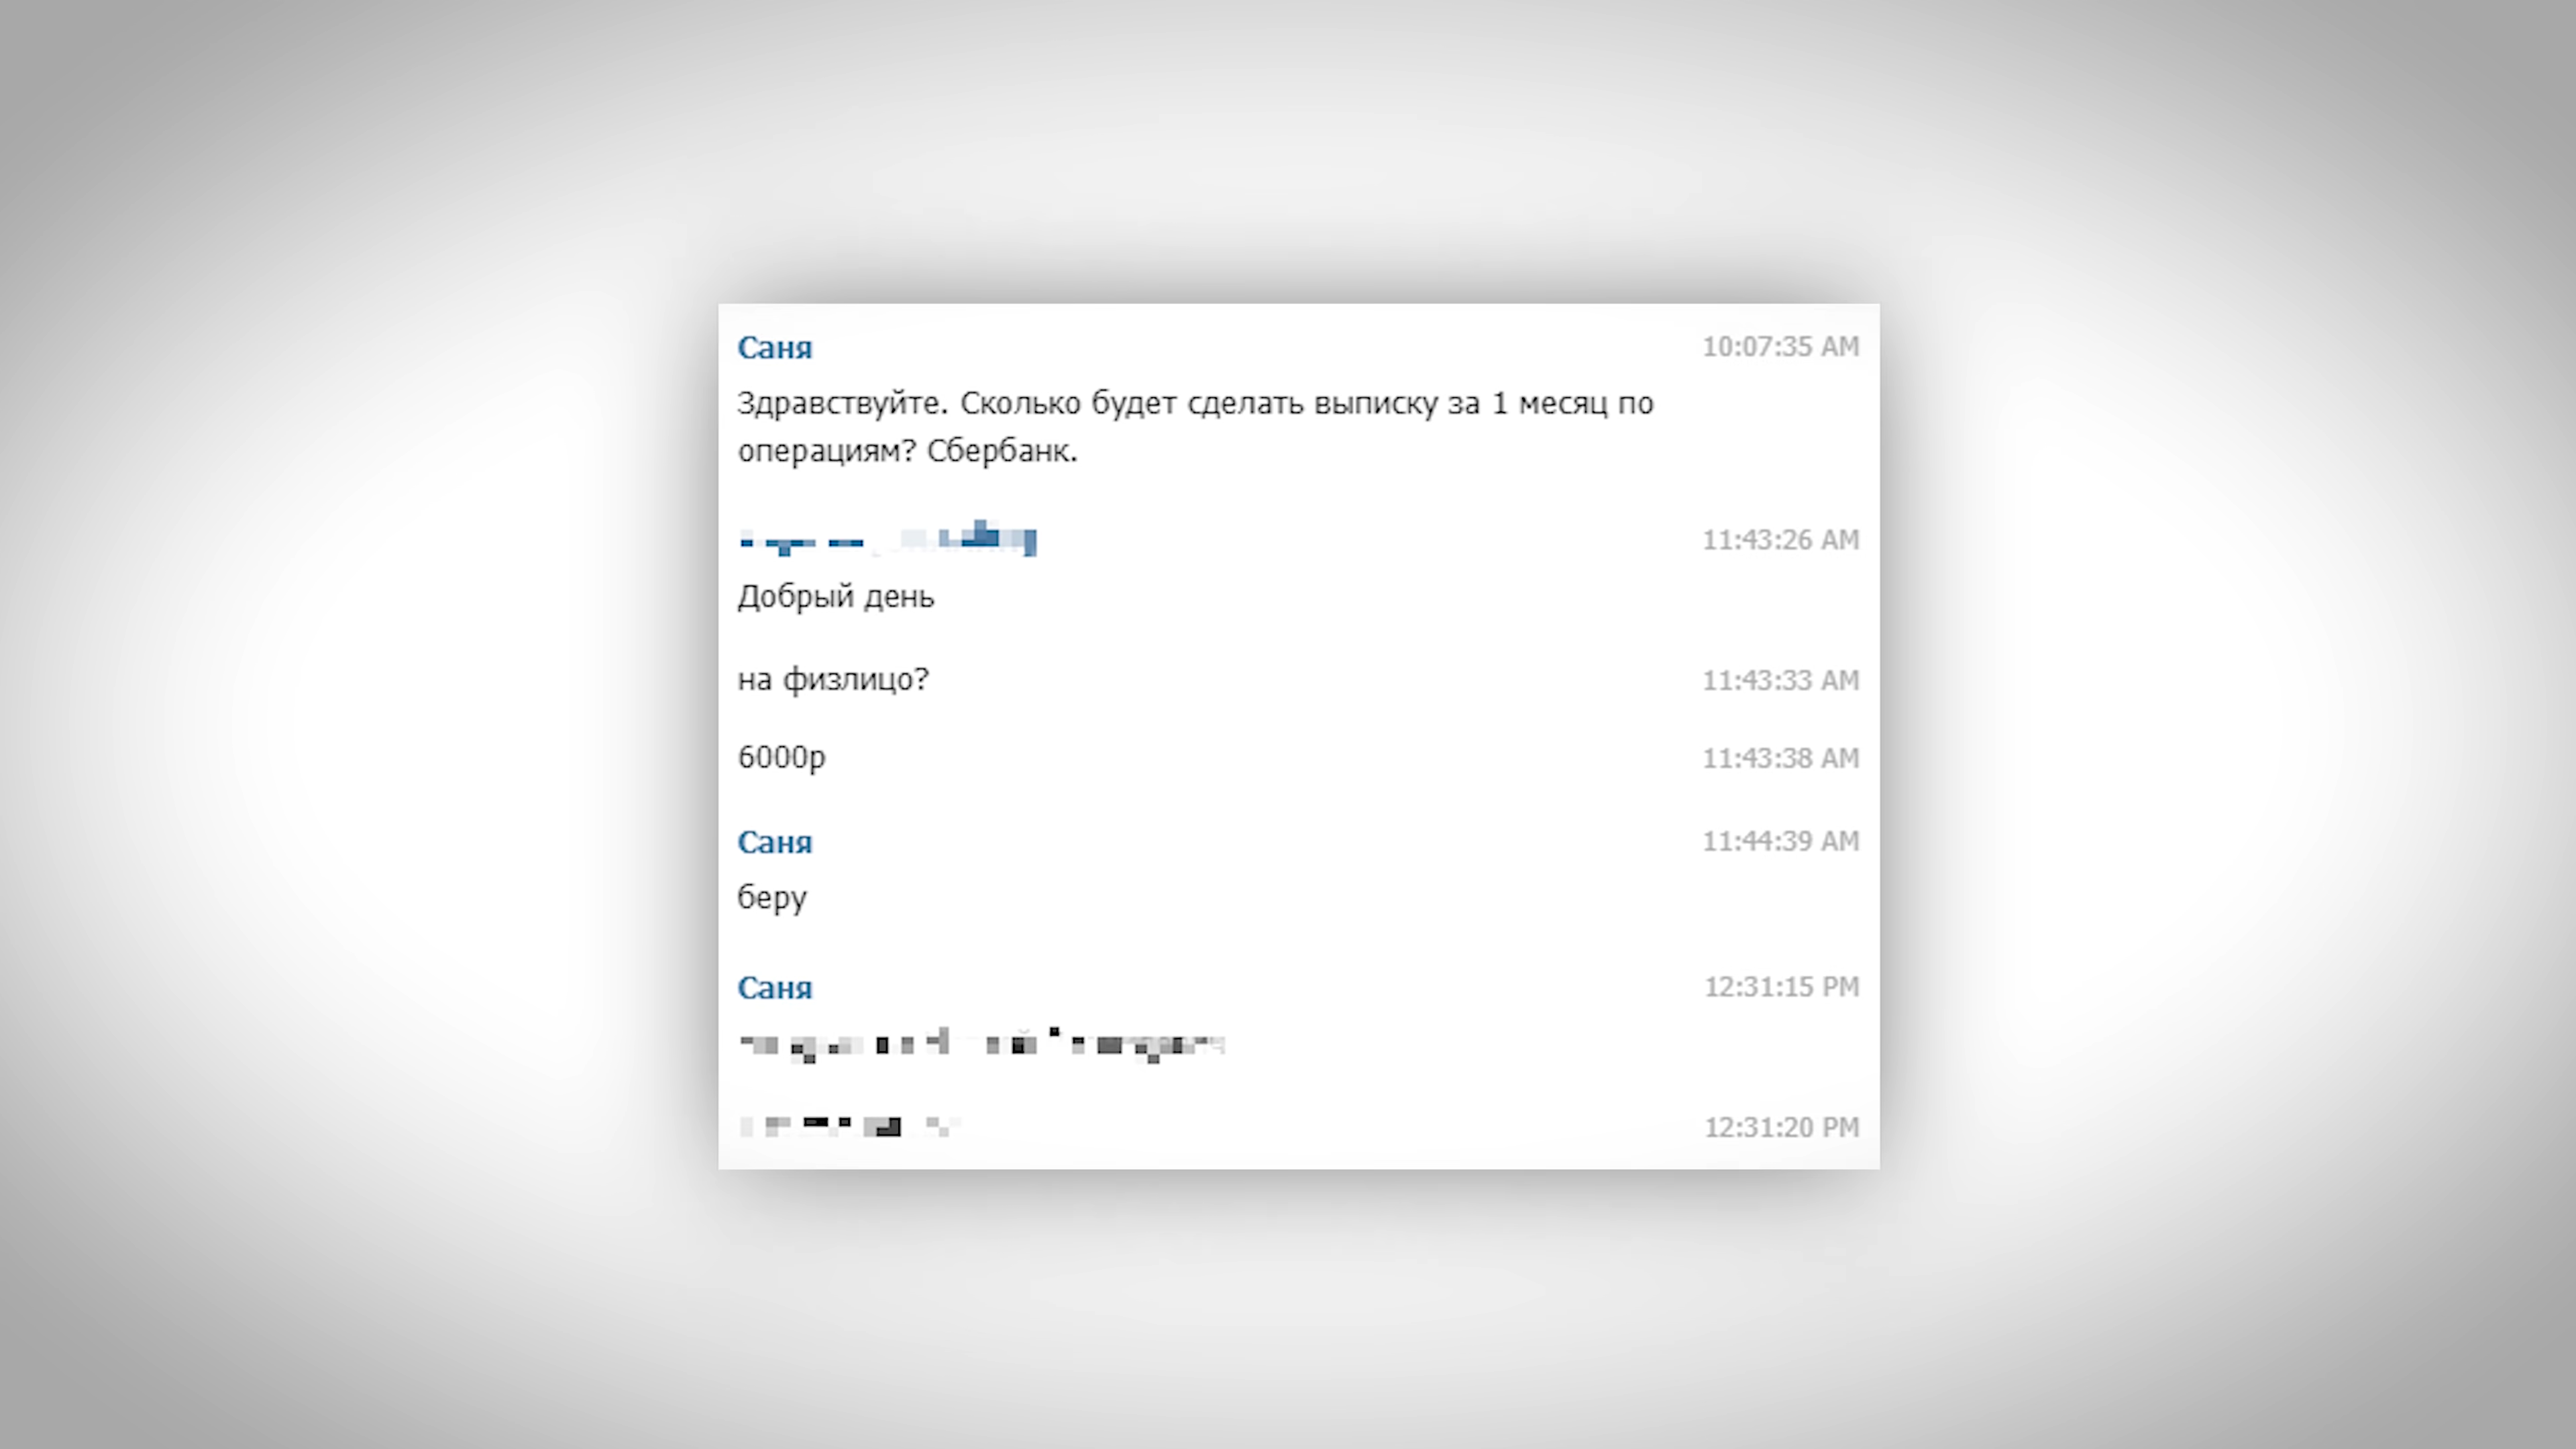 Саня 10:07:35 AM
Здравствуйте. Сколько будет сделать выписку за 1 месяц по
операциям? Сбербанк.
11:43:26 AM
Добрый день
на физлицо? 11:43:33 AM
6000р 11:43:38 AM
Саня 11:44:39 AM
беру
Саня 12:31:15 PM
12:31:20 PM